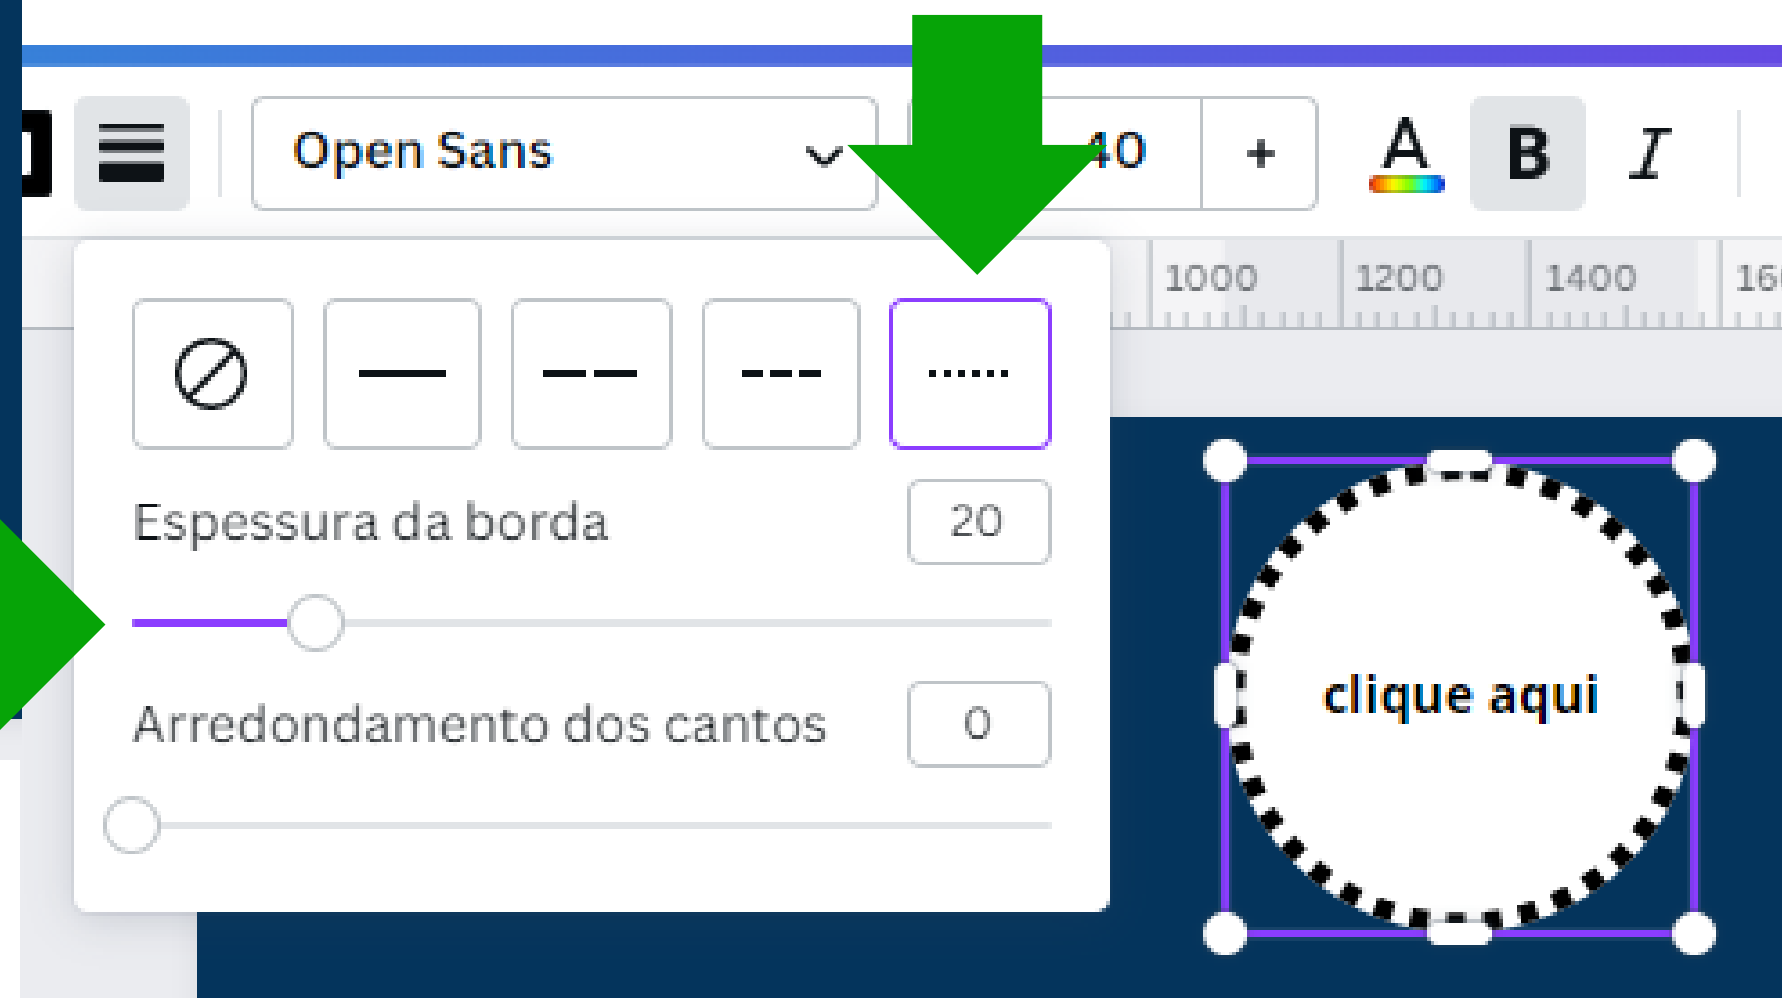 Open Sans
40
+
A
B
I
1000
1200
1400
Espessura da borda
20
Arredondamento dos cantos
0
clique aqui